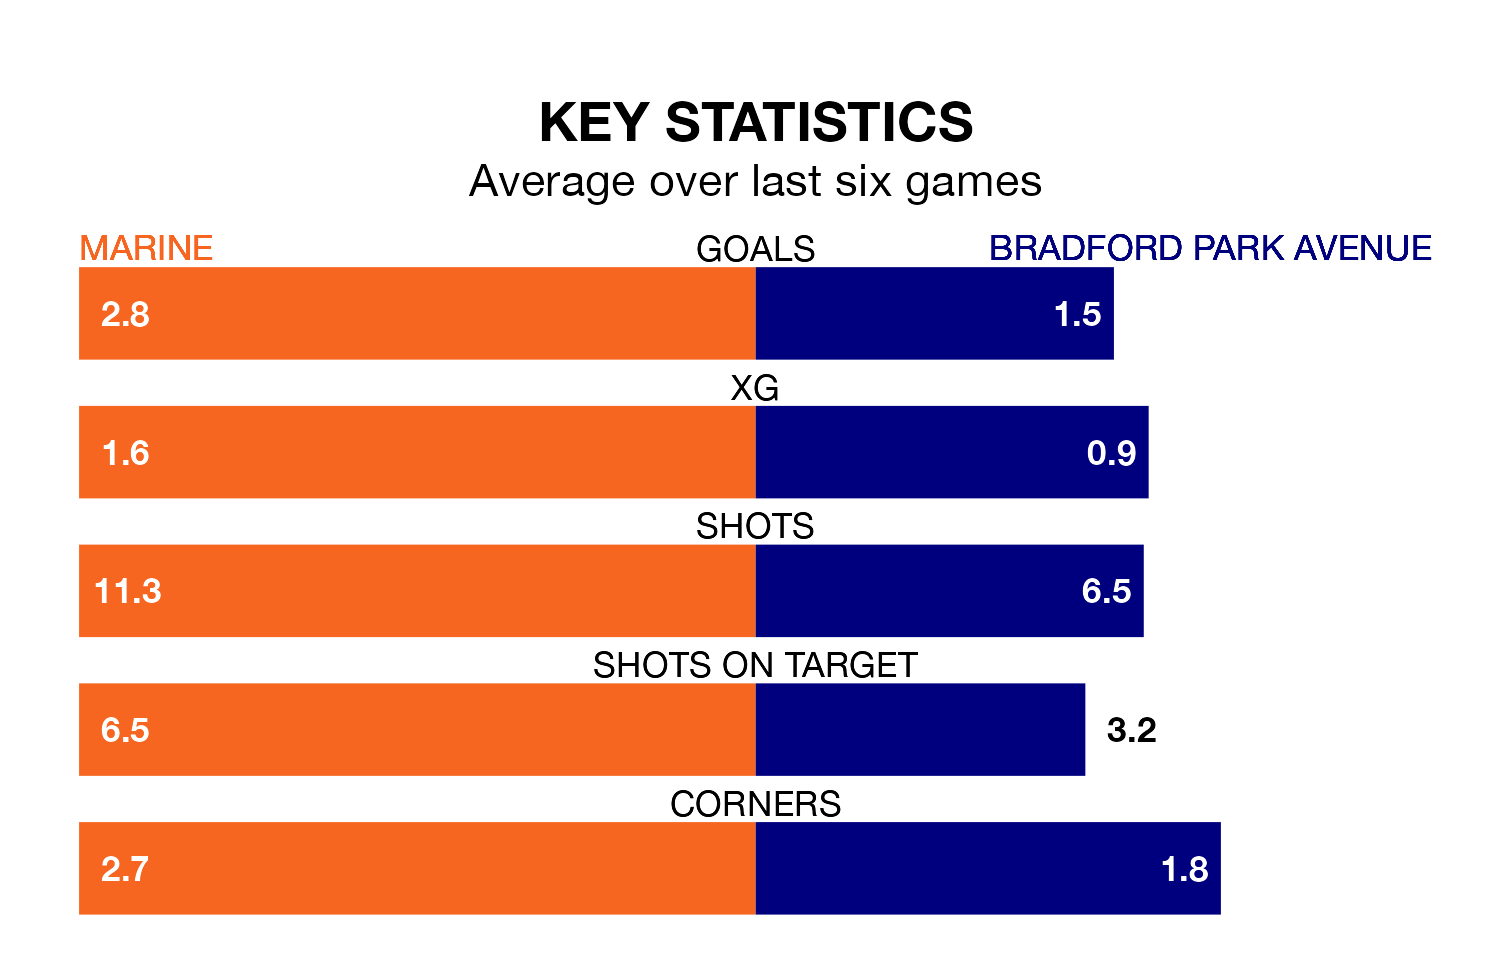 KEY STATISTICS
Average over last six games
MARINE GOALS BRADFORD PARK AVENUE
2.8 1.5
XG
1.6 0.9
SHOTS
11.3 6.5
SHOTS ON TARGET
6.5 3.2
CORNERS
2.7 1.8